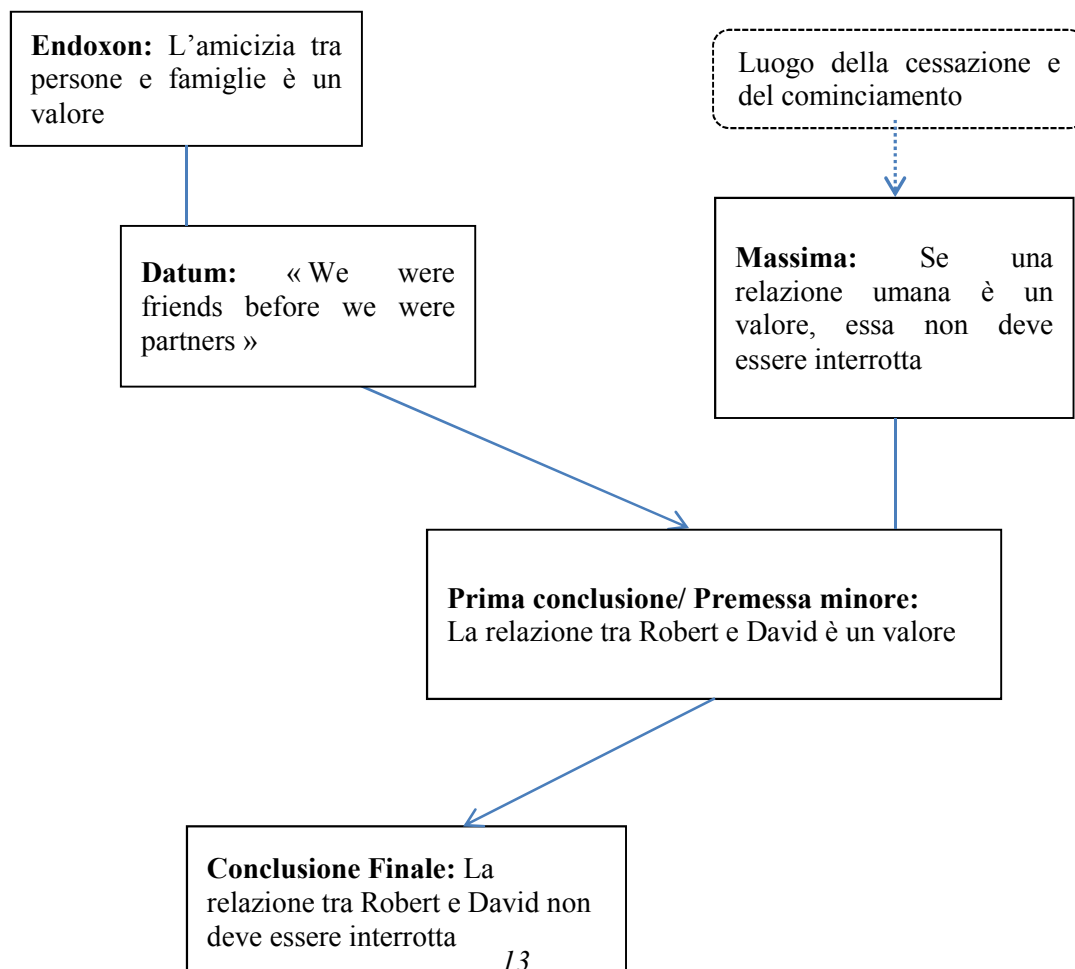 Endoxon: L'amicizia tra
persone e famiglie è un
valore
Luogo della cessazione e
del cominciamento
Datum: « We were
friends before we were
partners »
Massima: Se una
relazione umana è un
valore, essa non deve
essere interrotta
Prima conclusione/ Premessa minore:
La relazione tra Robert e David è un valore
Conclusione Finale: La
relazione tra Robert e David non
deve essere interrotta
13